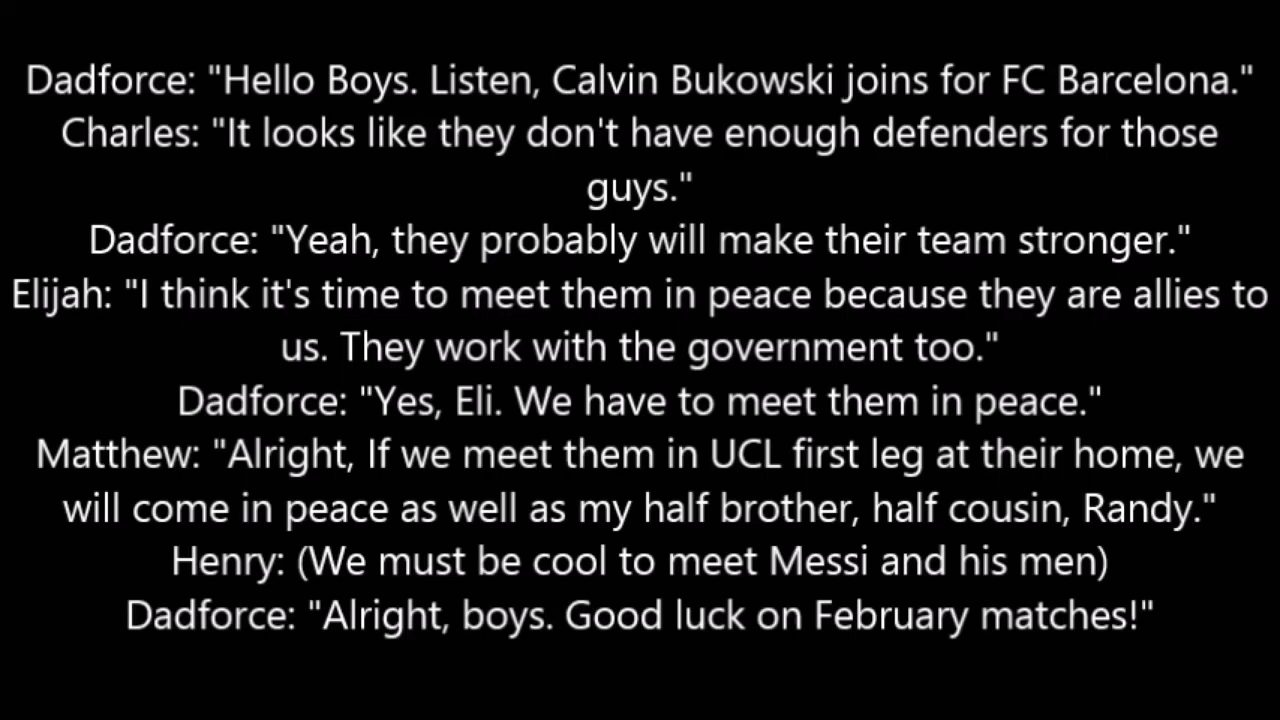 Dadforce: "Hello Boys. Listen, Calvin Bukowski joins for FC Barcelona."
Charles: "It looks like they don't have enough defenders for those
guys."
Dadforce: "Yeah, they probably will make their team stronger."
Elijah: "I think it's time to meet them in peace because they are allies to
us. They work with the government too."
Dadforce: "Yes, Eli. We have to meet them in peace."
Matthew: "Alright, If we meet them in UCL first leg at their home, we
will come in peace as well as my half brother, half cousin, Randy."
Henry: (We must be cool to meet Messi and his men)
Dadforce: "Alright, boys. Good luck on February matches!"